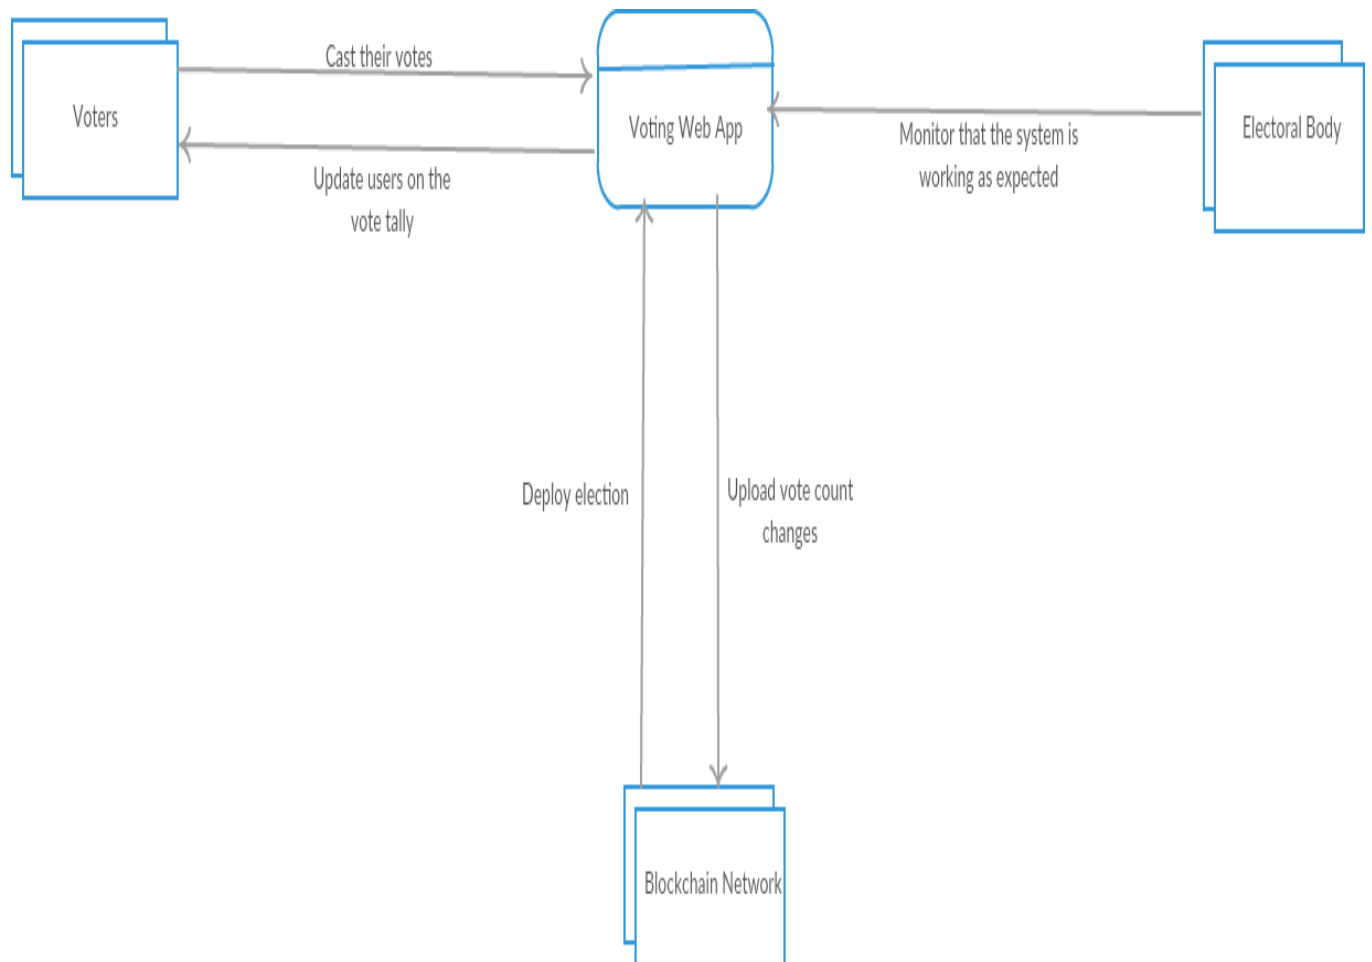 Cast their votes
Voters
Voting Web App
Electoral Body
Monitor that the system is
working as expected
Update users on the
vote tally
Deploy election
Upload vote count
changes
Blockchain Network